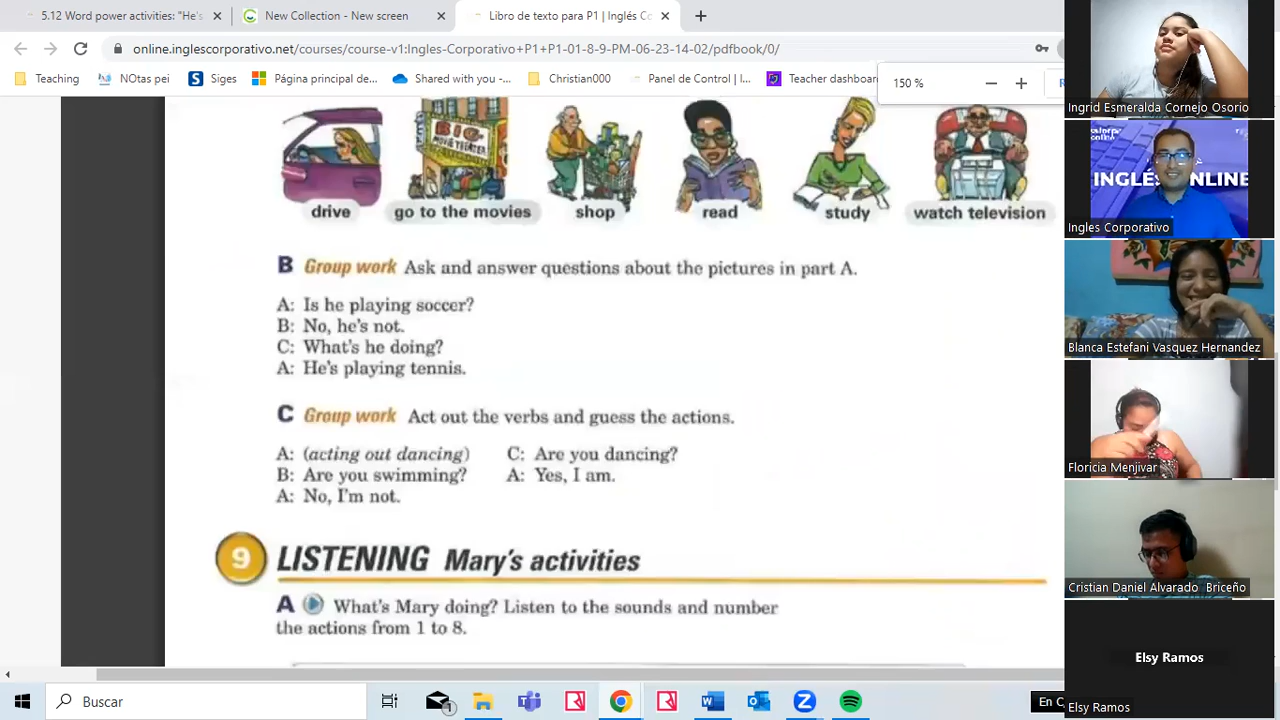 5.12 Word power activities: "He's
New Collection - New screen
Libro de texto para P1 | Inglés Co
online.inglescorporativo.net/courses/course-v1:Ingles-Corporativo+P1+P1-01-8-9-PM-06-23-14-02/pdfbook/0/
Teaching
NOtas pei
Siges
Página principal de...
Shared with you -...
Christian000
Panel de Control | I...
Teacher dashboard
150 %
BIG
MOVIE THEATER
drive
go to the movies
shop
read
study
watch television
B Group work Ask and answer questions about the pictures in part A.
A: Is he playing soccer?
B: No, he's not.
C: What's he doing?
A: He's playing tennis.
C Group work Act out the verbs and guess the actions.
A: (acting out dancing)
B: Are you swimming?
A: No, I'm not.
C: Are you dancing?
A: Yes, I am.
9 LISTENING Mary's activities
A What's Mary doing? Listen to the sounds and number
the actions from 1 to 8.
Buscar
1
En C
Ingrid Esmeralda Cornejo Osorio
INGLÉS ONLINE
Ingles Corporativo
Blanca Estefani Vasquez Hernandez
Floricia Menjivar
Cristian Daniel Alvarado Briceño
Elsy Ramos
Elsy Ramos